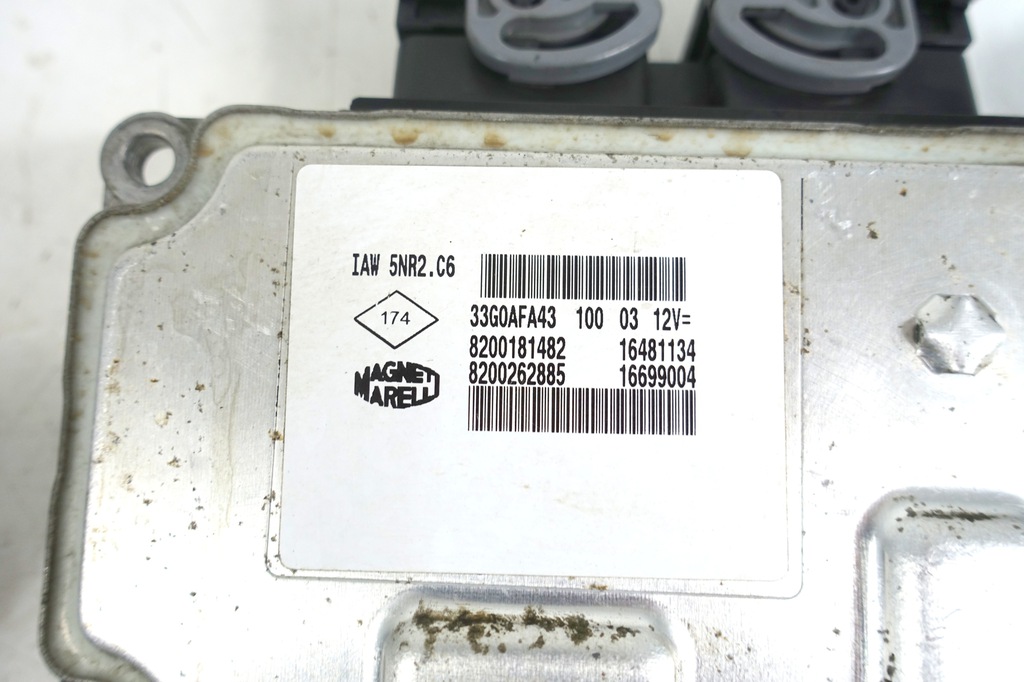 IAW 5NR2.C6
174
33G0AFA43 100 03 12V=
8200181482 16481134
8200262885 16699004
MAGNETI
MARELLI